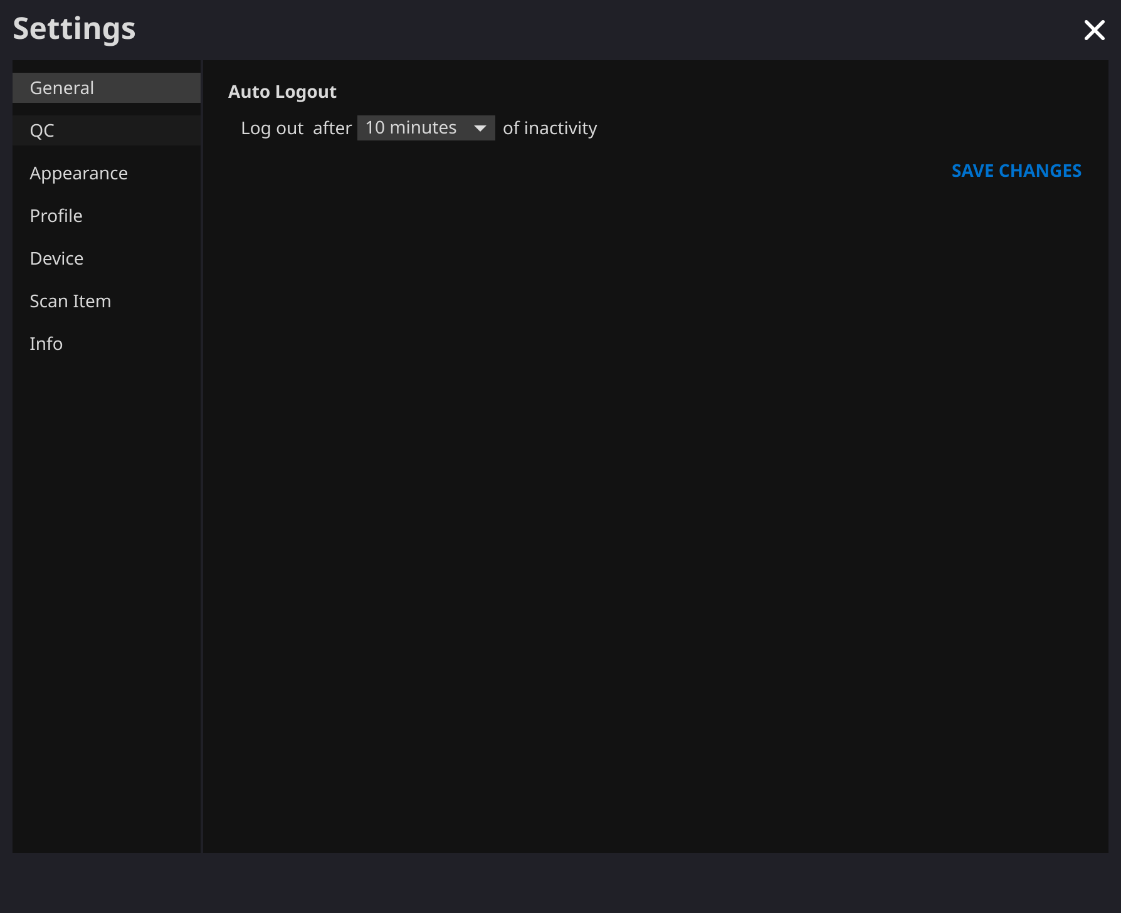 Settings
General
QC
Appearance
Profile
Device
Scan Item
Info
Auto Logout
Log out after 10 minutes of inactivity
SAVE CHANGES